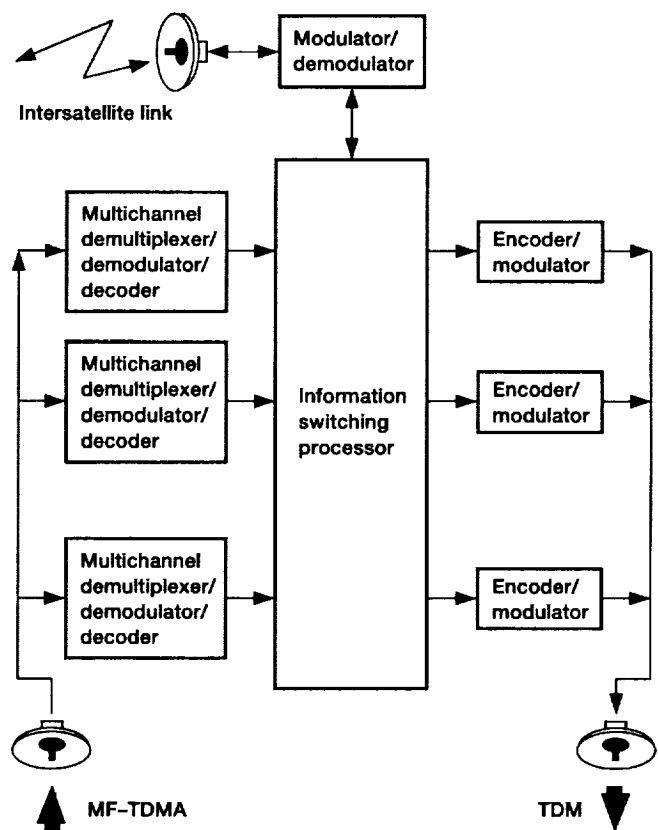 Modulator/
demodulator
Intersatellite link
Multichannel
demultiplexer/
demodulator/
decoder
Encoder/
modulator
Multichannel
demultiplexer/
demodulator/
decoder
Information
switching
processor
Encoder/
modulator
Multichannel
demultiplexer/
demodulator/
decoder
Encoder/
modulator
MF-TDMA
TDM